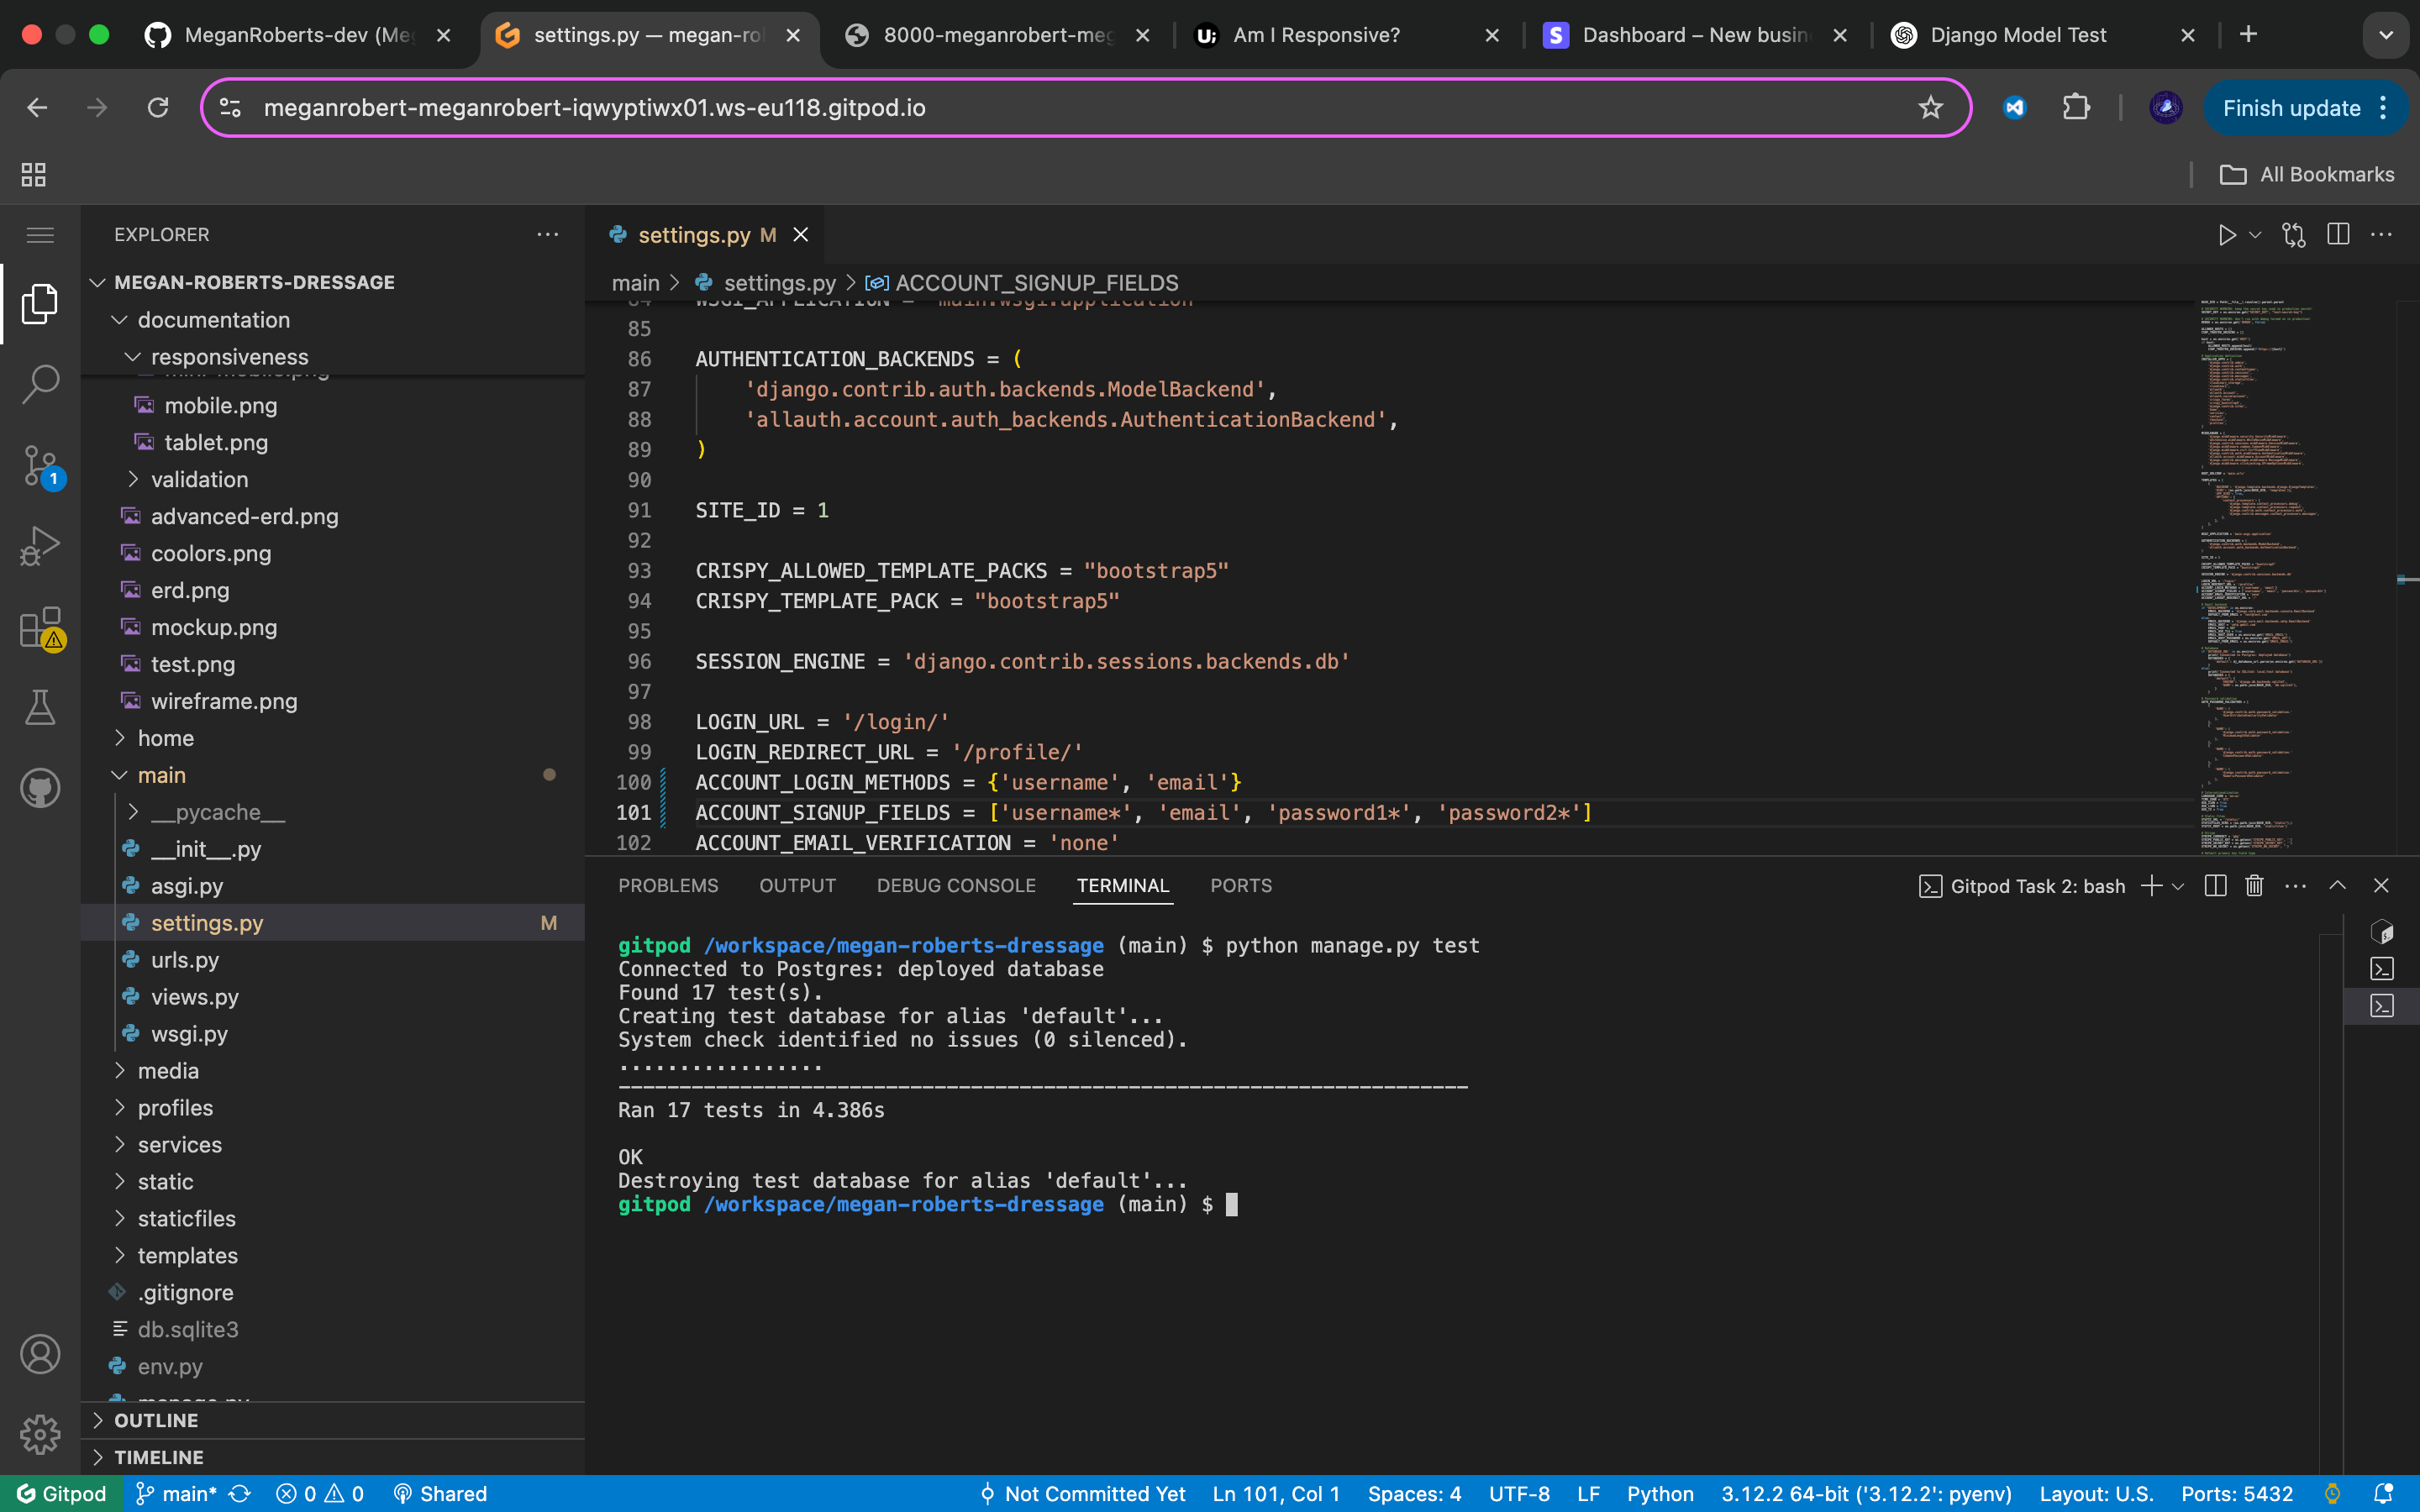 MeganRoberts-dev (Me
settings.py — megan-rol
8000-meganrobert-meg
Am I Responsive?
Dashboard – New busin
Django Model Test
meganrobert-meganrobert-iqwyptiwx01.ws-eu118.gitpod.io
Finish update
All Bookmarks
EXPLORER
MEGAN-ROBERTS-DRESSAGE
documentation
responsiveness
mobile.png
tablet.png
validation
advanced-erd.png
coolors.png
erd.png
mockup.png
test.png
wireframe.png
home
main
__pycache__
__init__.py
asgi.py
settings.py M
urls.py
views.py
wsgi.py
media
profiles
services
static
staticfiles
templates
.gitignore
db.sqlite3
env.py
manage.py
OUTLINE
TIMELINE
1
settings.py M
main > settings.py > ACCOUNT_SIGNUP_FIELDS
84 WSGI_APPLICATION = 'main.wsgi.application'
85
86 AUTHENTICATION_BACKENDS = (
87 'django.contrib.auth.backends.ModelBackend',
88 'allauth.account.auth_backends.AuthenticationBackend',
89 )
90
91 SITE_ID = 1
92
93 CRISPY_ALLOWED_TEMPLATE_PACKS = "bootstrap5"
94 CRISPY_TEMPLATE_PACK = "bootstrap5"
95
96 SESSION_ENGINE = 'django.contrib.sessions.backends.db'
97
98 LOGIN_URL = '/login/'
99 LOGIN_REDIRECT_URL = '/profile/'
100 ACCOUNT_LOGIN_METHODS = {'username', 'email'}
101 ACCOUNT_SIGNUP_FIELDS = ['username*', 'email', 'password1*', 'password2*']
102 ACCOUNT_EMAIL_VERIFICATION = 'none'
PROBLEMS OUTPUT DEBUG CONSOLE TERMINAL PORTS
Gitpod Task 2: bash
gitpod /workspace/megan-roberts-dressage (main) $ python manage.py test
Connected to Postgres: deployed database
Found 17 test(s).
Creating test database for alias 'default'...
System check identified no issues (0 silenced).
.................
----------------------------------------------------------------------
Ran 17 tests in 4.386s
OK
Destroying test database for alias 'default'...
gitpod /workspace/megan-roberts-dressage (main) $
Gitpod main* 0 0 Shared
Not Committed Yet Ln 101, Col 1 Spaces: 4 UTF-8 LF Python 3.12.2 64-bit ('3.12.2': pyenv) Layout: U.S. Ports: 5432